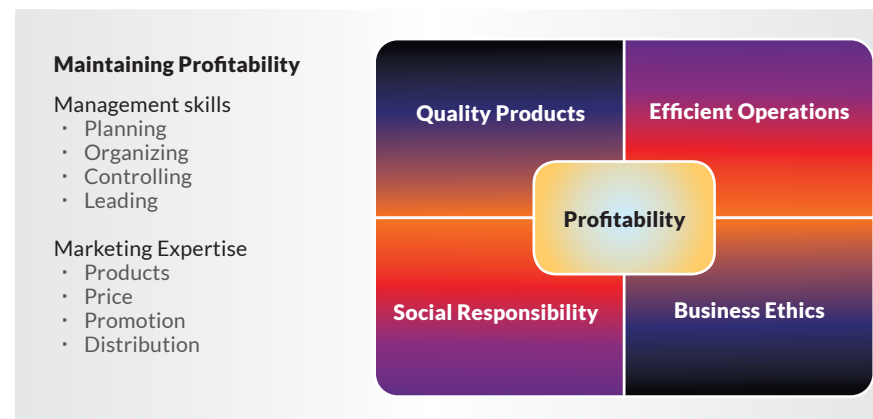 Maintaining Profitability
Management skills
· Planning
· Organizing
· Controlling
· Leading
Marketing Expertise
· Products
· Price
· Promotion
· Distribution
Quality Products
Efficient Operations
Profitability
Social Responsibility
Business Ethics